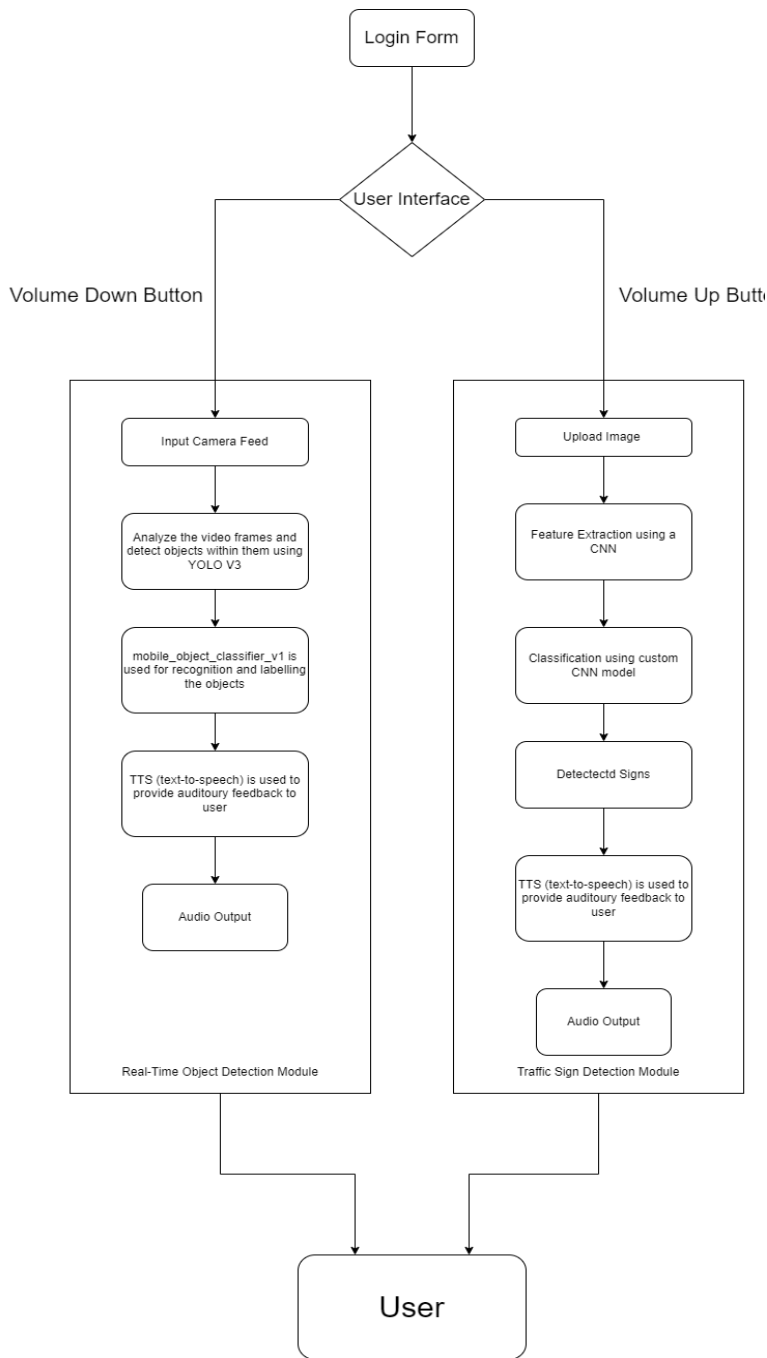 Login Form
User Interface
Volume Down Button
Volume Up Butt
Input Camera Feed
Analyze the video frames and
detect objects within them using
YOLO V3
mobile_object_classifier_v1 is
used for recognition and labelling
the objects
TTS (text-to-speech) is used to
provide auditoury feedback to
user
Audio Output
Real-Time Object Detection Module
Upload Image
Feature Extraction using a
CNN
Classification using custom
CNN model
Detectectd Signs
TTS (text-to-speech) is used to
provide auditoury feedback to
user
Audio Output
Traffic Sign Detection Module
User